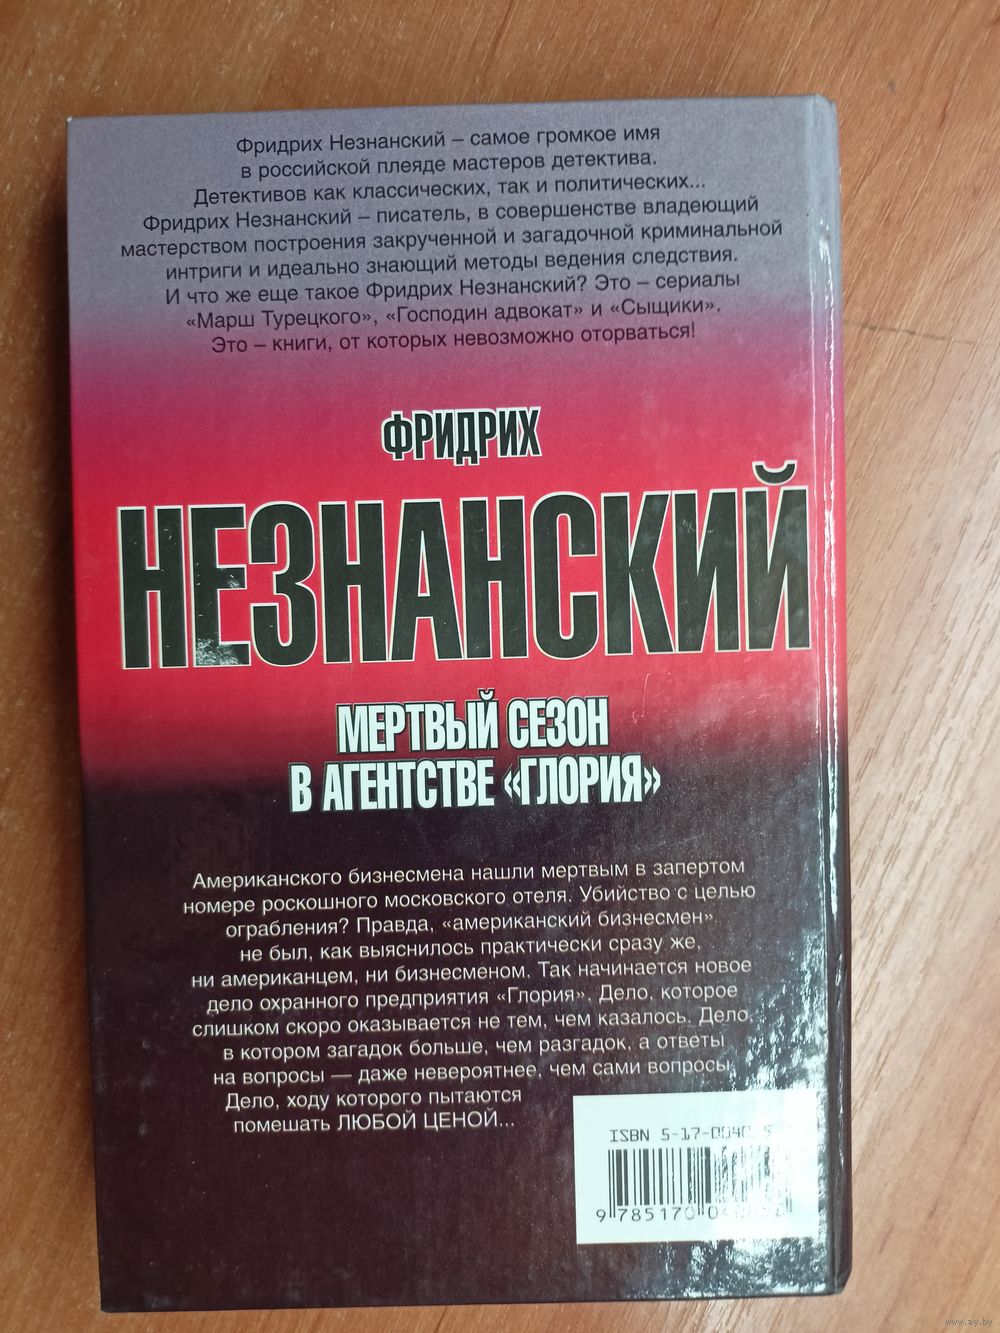 Фридрих Незнанский – самое громкое имя
в российской плеяде мастеров детектива.
Детективов как классических, так и политических...
Фридрих Незнанский – писатель, в совершенстве владеющий
мастерством построения закрученной и загадочной криминальной
интриги и идеально знающий методы ведения следствия.
И что же еще такое Фридрих Незнанский? Это – сериалы
«Марш Турецкого», «Господин адвокат» и «Сыщики».
Это – книги, от которых невозможно оторваться!
ФРИДРИХ
НЕЗНАНСКИЙ
МЕРТВЫЙ СЕЗОН
В АГЕНТСТВЕ «ГЛОРИЯ»
Американского бизнесмена нашли мертвым в запертом
номере роскошного московского отеля. Убийство с целью
ограбления? Правда, «американский бизнесмен»
не был, как выяснилось практически сразу же,
ни американцем, ни бизнесменом. Так начинается новое
дело охранного предприятия «Глория». Дело, которое
слишком скоро оказывается не тем, чем казалось. Дело,
в котором загадок больше, чем разгадок, а ответы
на вопросы — даже невероятнее, чем сами вопросы.
Дело, ходу которого пытаются
помешать ЛЮБОЙ ЦЕНОЙ...
ISBN
9 785170
www.ay.by